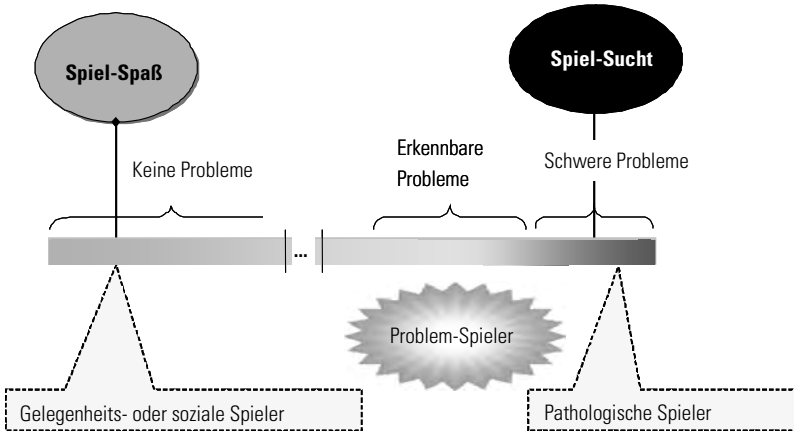 Spiel-Spaß
Spiel-Sucht
Keine Probleme
Erkennbare
Probleme
Schwere Probleme
...
Problem-Spieler
Gelegenheits- oder soziale Spieler
Pathologische Spieler